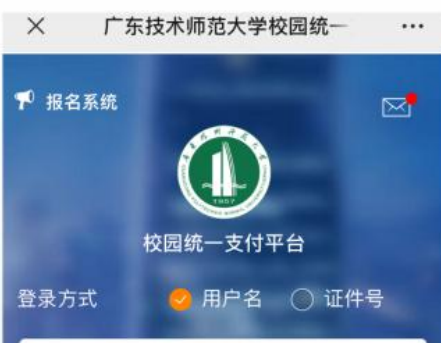 广东技术师范大学校园统一
报名系统
1957
校园统一支付平台
登录方式 用户名 证件号